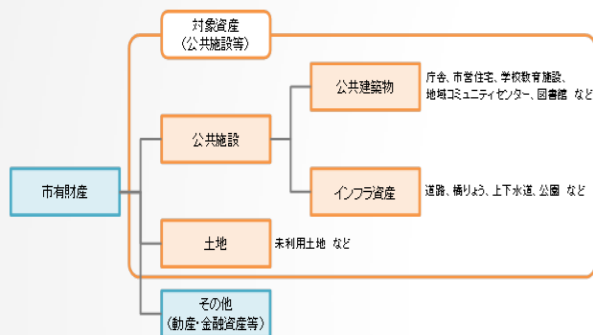 対象資産
(公共施設等)
公共建築物
庁舎、市営住宅、学校教育施設、
地域コミュニティセンター、図書館 など
公共施設
市有財産
インフラ資産
道路、橋りょう、上下水道、公園 など
土地
未利用土地 など
その他
(動産・金融資産等)